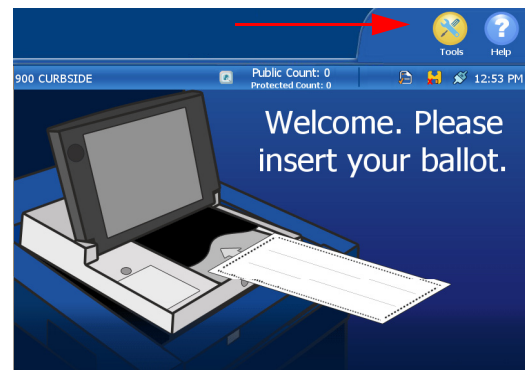 Tools Help
900 CURBSIDE Public Count: 0 12:53 PM
Protected Count: 0
Welcome. Please
insert your ballot.